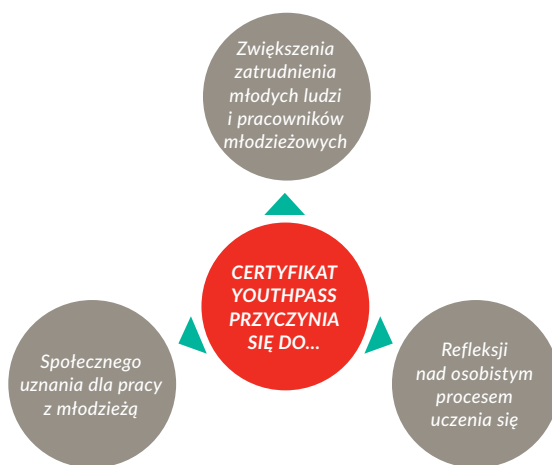 Zwiększenia
zatrudnienia
młodych ludzi
i pracowników
młodzieżowych
CERTYFIKAT
YOUTHPASS
PRZYCZYNIA
SIĘ DO...
Społecznego
uznania dla pracy
z młodzieżą
Refleksji
nad osobistym
procesem
uczenia się